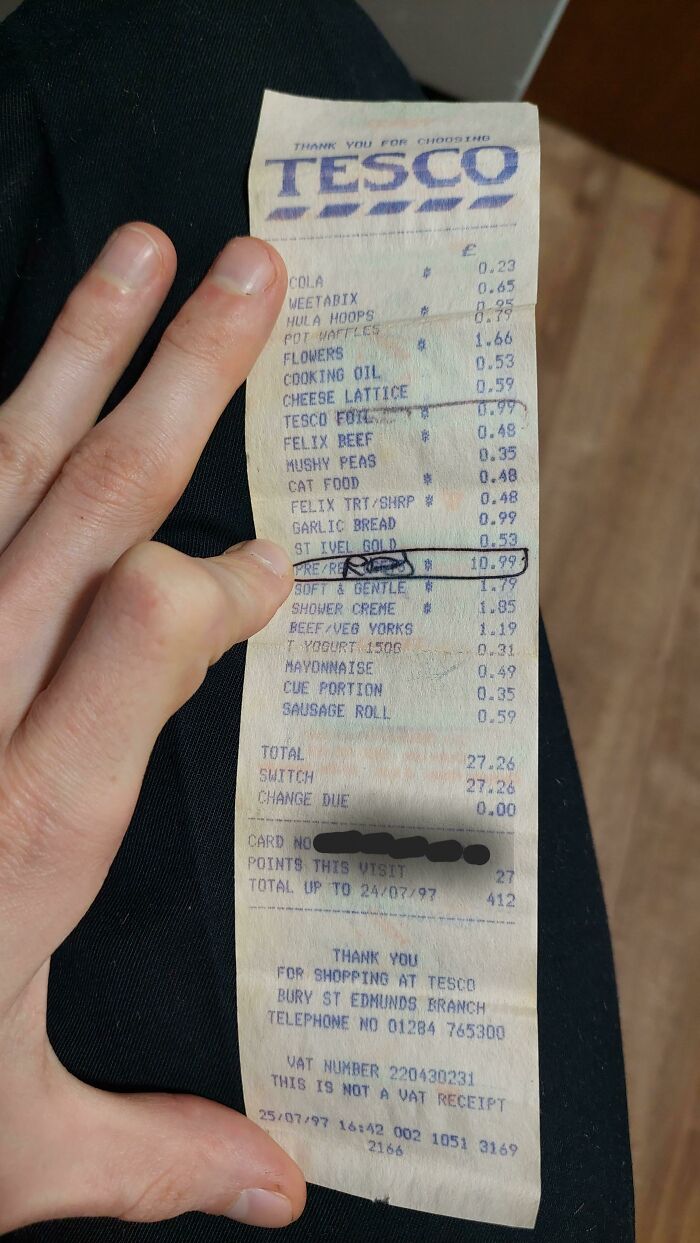 THANK YOU FOR CHOOSING
TESCO
£
COLA * 0.23
WEETABIX 0.65
HULA HOOPS * 0.95
POT WAFFLES 0.79
FLOWERS * 1.66
COOKING OIL 0.53
CHEESE LATTICE 0.59
TESCO FOIL * 0.99
FELIX BEEF * 0.48
MUSHY PEAS 0.35
CAT FOOD * 0.48
FELIX TRT/SHRP * 0.48
GARLIC BREAD 0.99
ST IVEL GOLD 0.53
* 10.99
SOFT & GENTLE * 1.79
SHOWER CREME * 1.85
BEEF/VEG YORKS 1.19
T YOGURT 150G 0.31
MAYONNAISE 0.49
CUE PORTION 0.35
SAUSAGE ROLL 0.59
TOTAL 27.26
SWITCH 27.26
CHANGE DUE 0.00
CARD NO
POINTS THIS VISIT 27
TOTAL UP TO 24/07/97 412
THANK YOU
FOR SHOPPING AT TESCO
BURY ST EDMUNDS BRANCH
TELEPHONE NO 01284 765300
VAT NUMBER 220430231
THIS IS NOT A VAT RECEIPT
25/07/97 16:42 002 1051 3169
2166